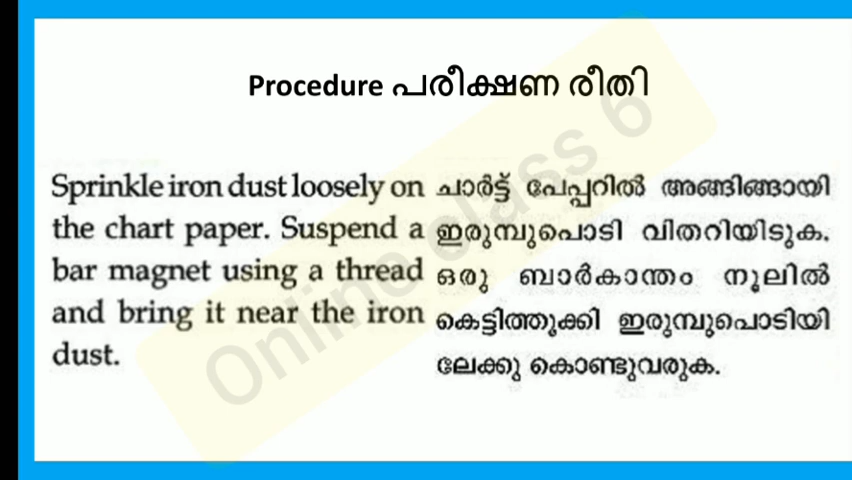 Procedure പരീക്ഷണ രീതി
Sprinkle iron dust loosely on
the chart paper. Suspend a
bar magnet using a thread
and bring it near the iron
dust.
ചാർട്ട് പേപ്പറിൽ അങ്ങിങ്ങായി
ഇരുമ്പുപൊടി വിതറിയിടുക.
ഒരു ബാർകാന്തം നൂലിൽ
കെട്ടിത്തൂക്കി ഇരുമ്പുപൊടിയി
ലേക്കു കൊണ്ടുവരുക.
Online class 6